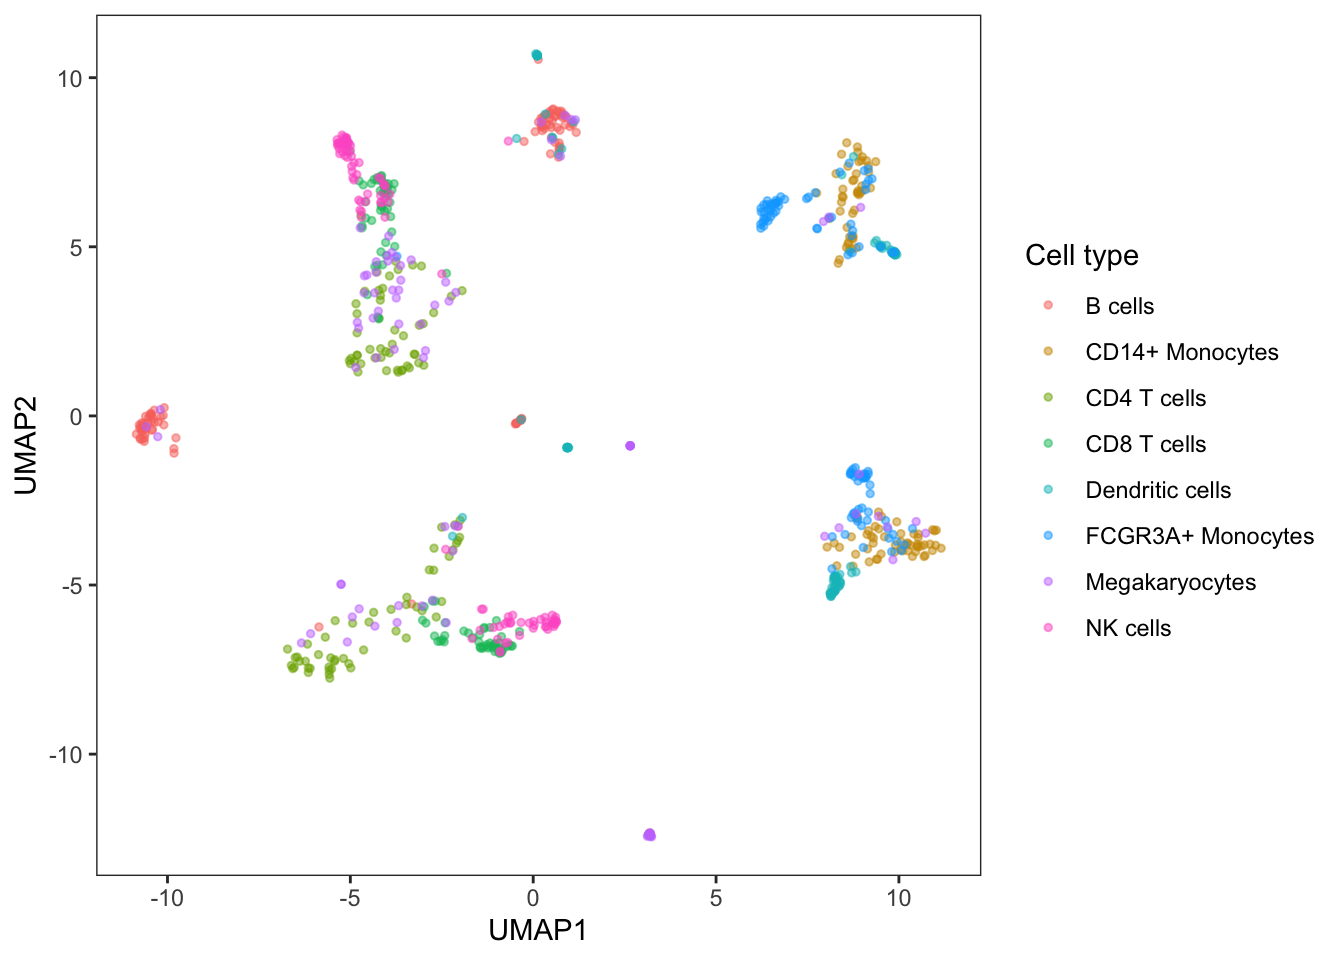 10
5
0
-5
-10
UMAP2
-10
-5
0
5
10
UMAP1
Cell type
B cells
CD14+ Monocytes
CD4 T cells
CD8 T cells
Dendritic cells
FCGR3A+ Monocytes
Megakaryocytes
NK cells